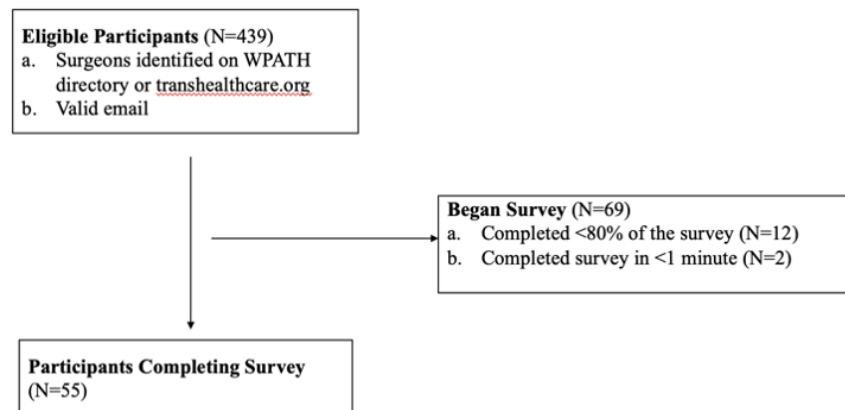 Eligible Participants (N=439)
a. Surgeons identified on WPATH
directory or transhealthcare.org
b. Valid email
Began Survey (N=69)
a. Completed <80% of the survey (N=12)
b. Completed survey in <1 minute (N=2)
Participants Completing Survey
(N=55)